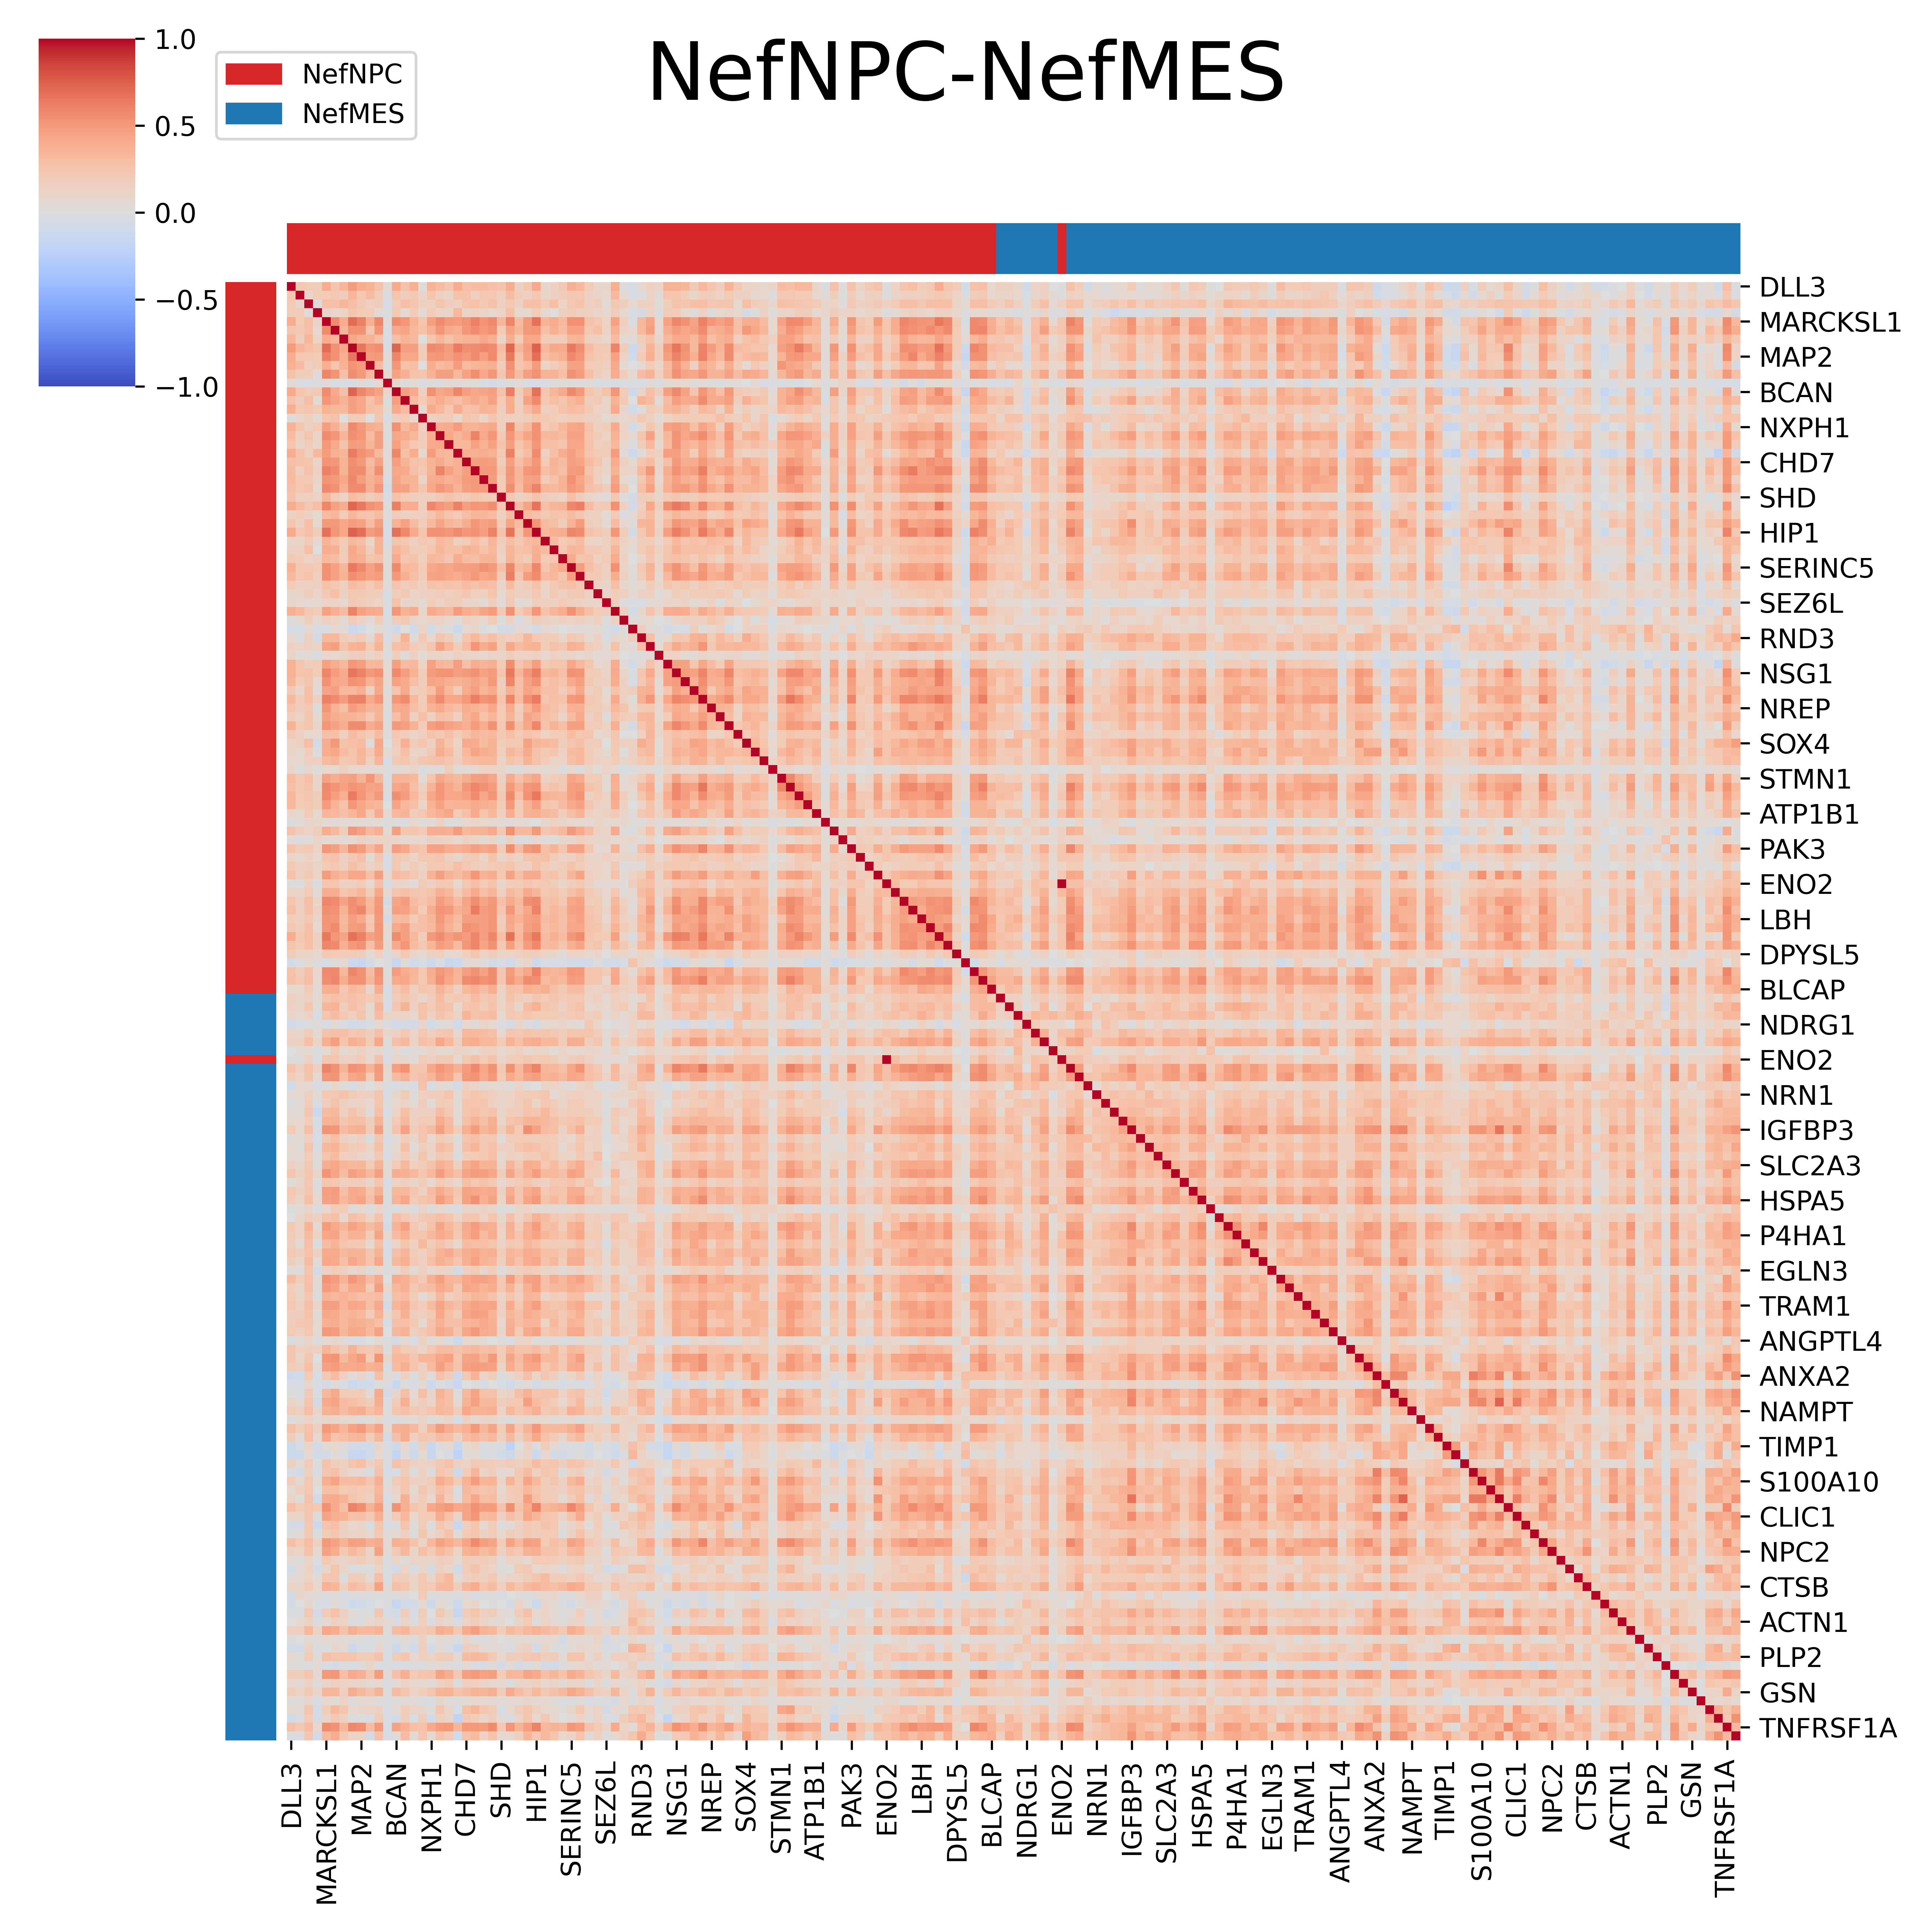 NefNPC-NefMES
1.0
0.5
0.0
−0.5
−1.0
NefNPC
NefMES
DLL3
MARCKSL1
MAP2
BCAN
NXPH1
CHD7
SHD
HIP1
SERINC5
SEZ6L
RND3
NSG1
NREP
SOX4
STMN1
ATP1B1
PAK3
ENO2
LBH
DPYSL5
BLCAP
NDRG1
ENO2
NRN1
IGFBP3
SLC2A3
HSPA5
P4HA1
EGLN3
TRAM1
ANGPTL4
ANXA2
NAMPT
TIMP1
S100A10
CLIC1
NPC2
CTSB
ACTN1
PLP2
GSN
TNFRSF1A
DLL3
MARCKSL1
MAP2
BCAN
NXPH1
CHD7
SHD
HIP1
SERINC5
SEZ6L
RND3
NSG1
NREP
SOX4
STMN1
ATP1B1
PAK3
ENO2
LBH
DPYSL5
BLCAP
NDRG1
ENO2
NRN1
IGFBP3
SLC2A3
HSPA5
P4HA1
EGLN3
TRAM1
ANGPTL4
ANXA2
NAMPT
TIMP1
S100A10
CLIC1
NPC2
CTSB
ACTN1
PLP2
GSN
TNFRSF1A